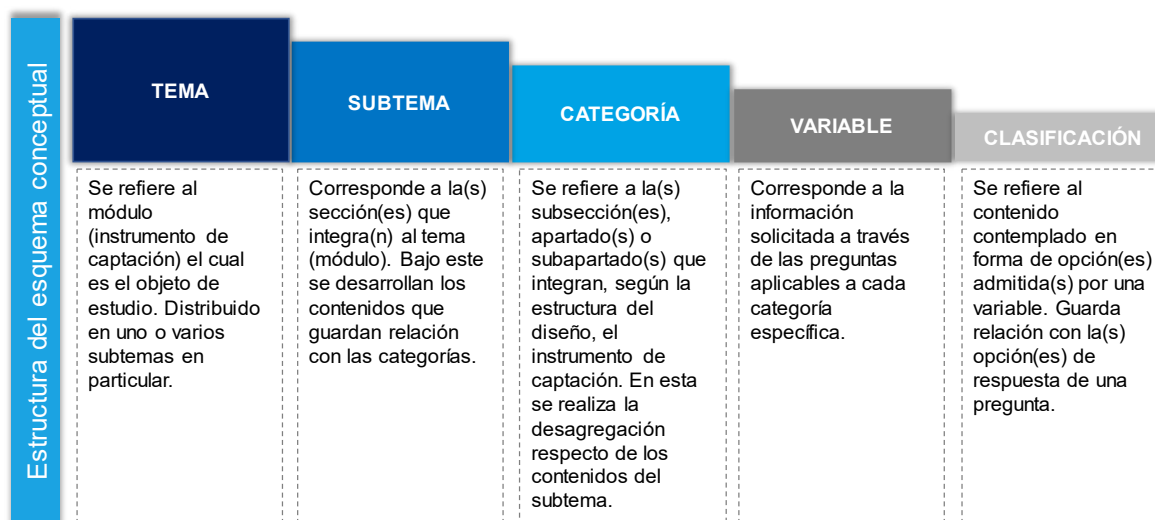 Estructura del esquema conceptual
TEMA
Se refiere al
módulo
(instrumento de
captación) el cual
es el objeto de
estudio. Distribuido
en uno o varios
subtemas en
particular.
SUBTEMA
Corresponde a la(s)
sección(es) que
integra(n) al tema
(módulo). Bajo este
se desarrollan los
contenidos que
guardan relación
con las categorías.
CATEGORÍA
Se refiere a la(s)
subsección(es),
apartado(s) o
subapartado(s) que
integran, según la
estructura del
diseño, el
instrumento de
captación. En esta
se realiza la
desagregación
respecto de los
contenidos del
subtema.
VARIABLE
Corresponde a la
información
solicitada a través
de las preguntas
aplicables a cada
categoría
específica.
CLASIFICACIÓN
Se refiere al
contenido
contemplado en
forma de opción(es)
admitida(s) por una
variable. Guarda
relación con la(s)
opción(es) de
respuesta de una
pregunta.